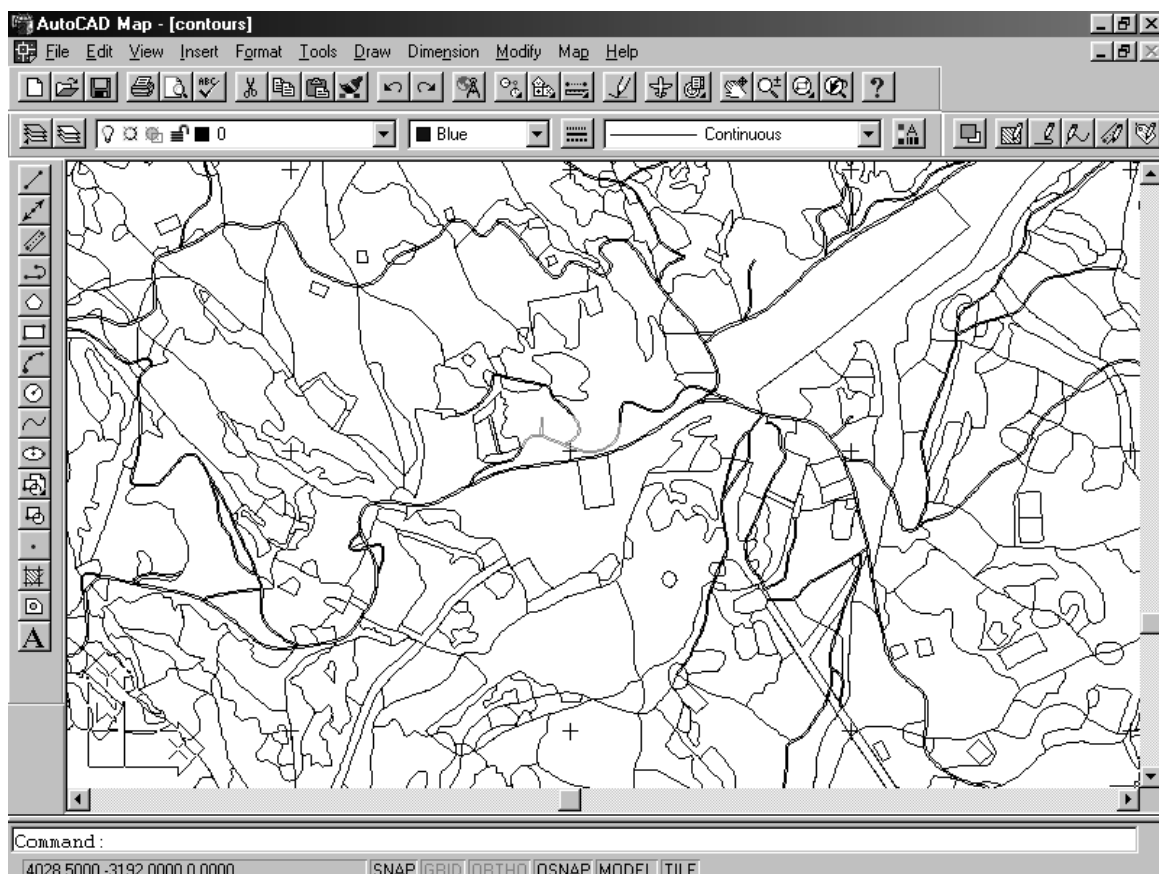 AutoCAD Map - [contours]
File Edit View Insert Format Tools Draw Dimension Modify Map Help
ABC ?
0 Blue Continuous A
A
Command:
4028.5000,-3192.0000,0.0000 SNAP GRID ORTHO OSNAP MODEL TILE